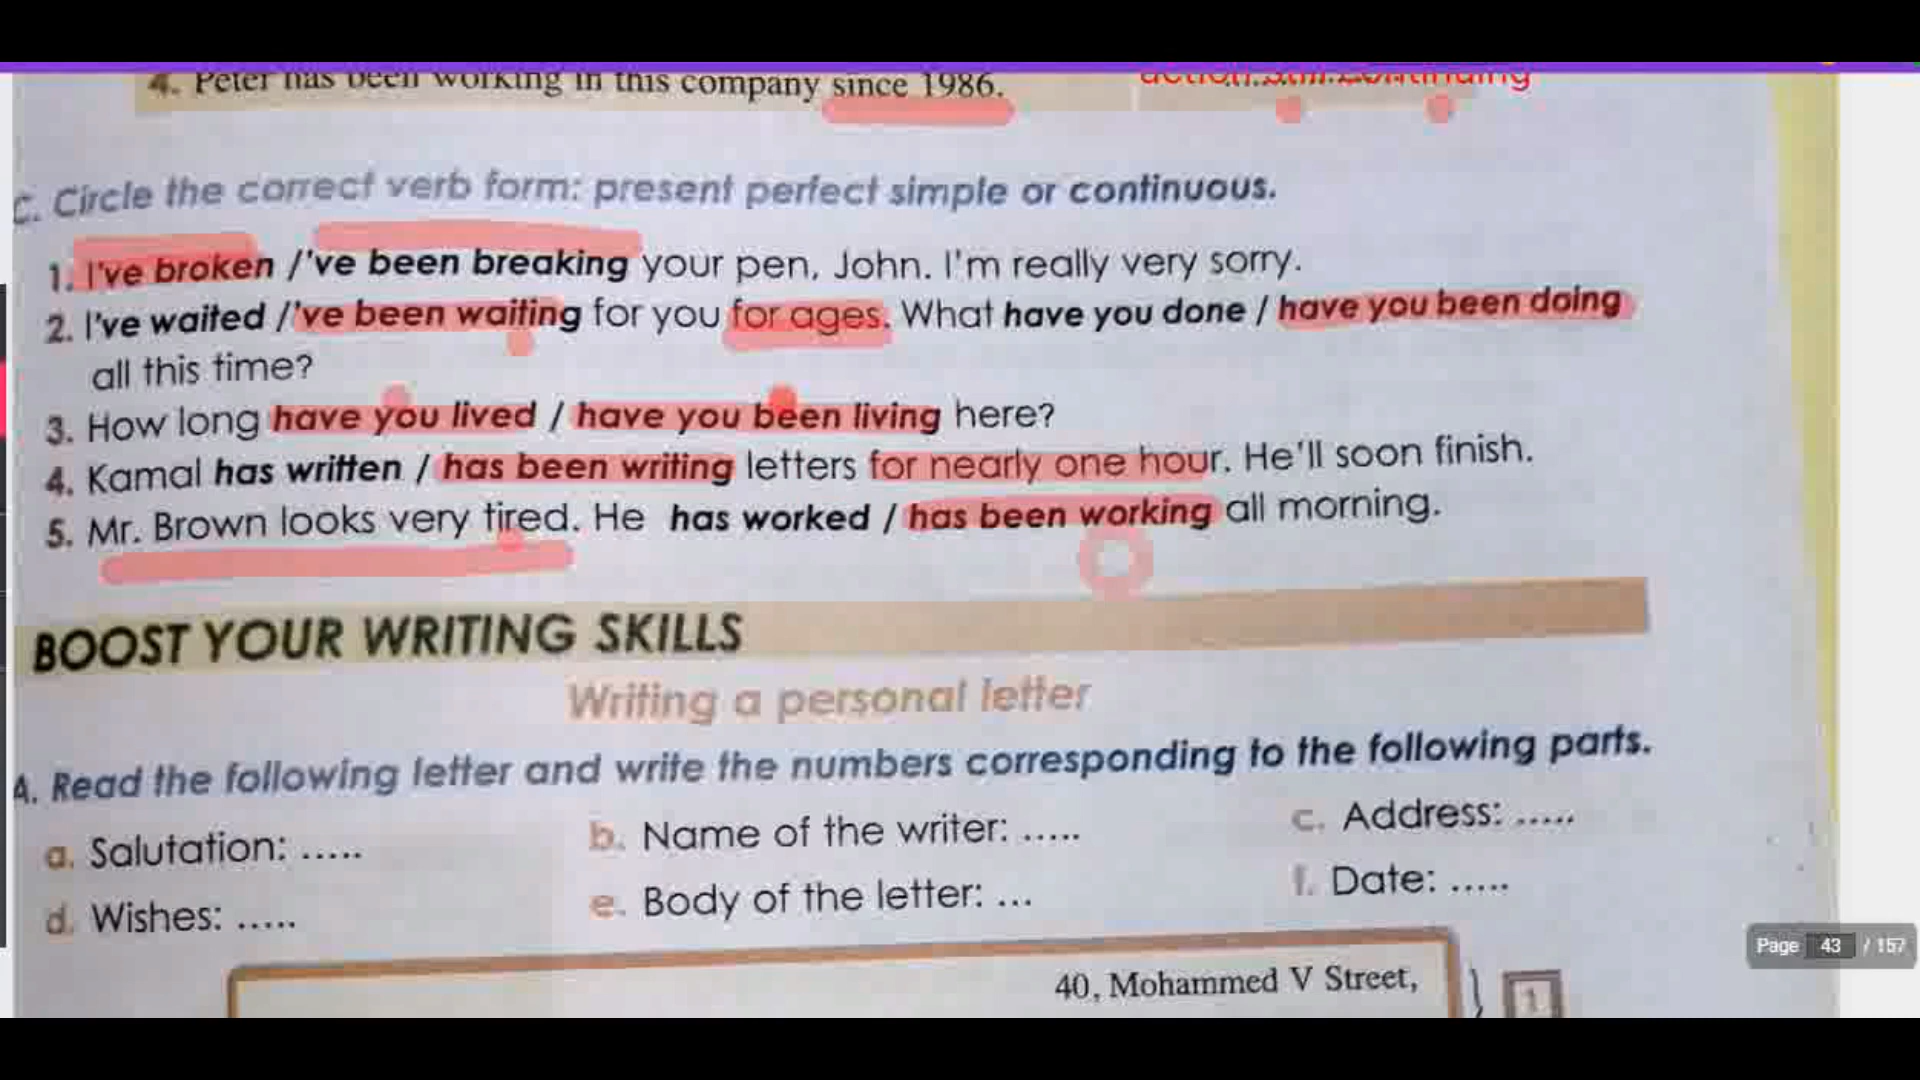 4. Peter has been working in this company since 1986.
action still continuing
C. Circle the correct verb form: present perfect simple or continuous.
1. I've broken /'ve been breaking your pen, John. I'm really very sorry.
2. I've waited /'ve been waiting for you for ages. What have you done / have you been doing
all this time?
3. How long have you lived / have you been living here?
4. Kamal has written / has been writing letters for nearly one hour. He'll soon finish.
5. Mr. Brown looks very tired. He has worked / has been working all morning.
BOOST YOUR WRITING SKILLS
Writing a personal letter
A. Read the following letter and write the numbers corresponding to the following parts.
a. Salutation: ..... b. Name of the writer: ..... c. Address: .....
d. Wishes: ..... e. Body of the letter: ... f. Date: .....
40, Mohammed V Street,
1
Page 43 / 157